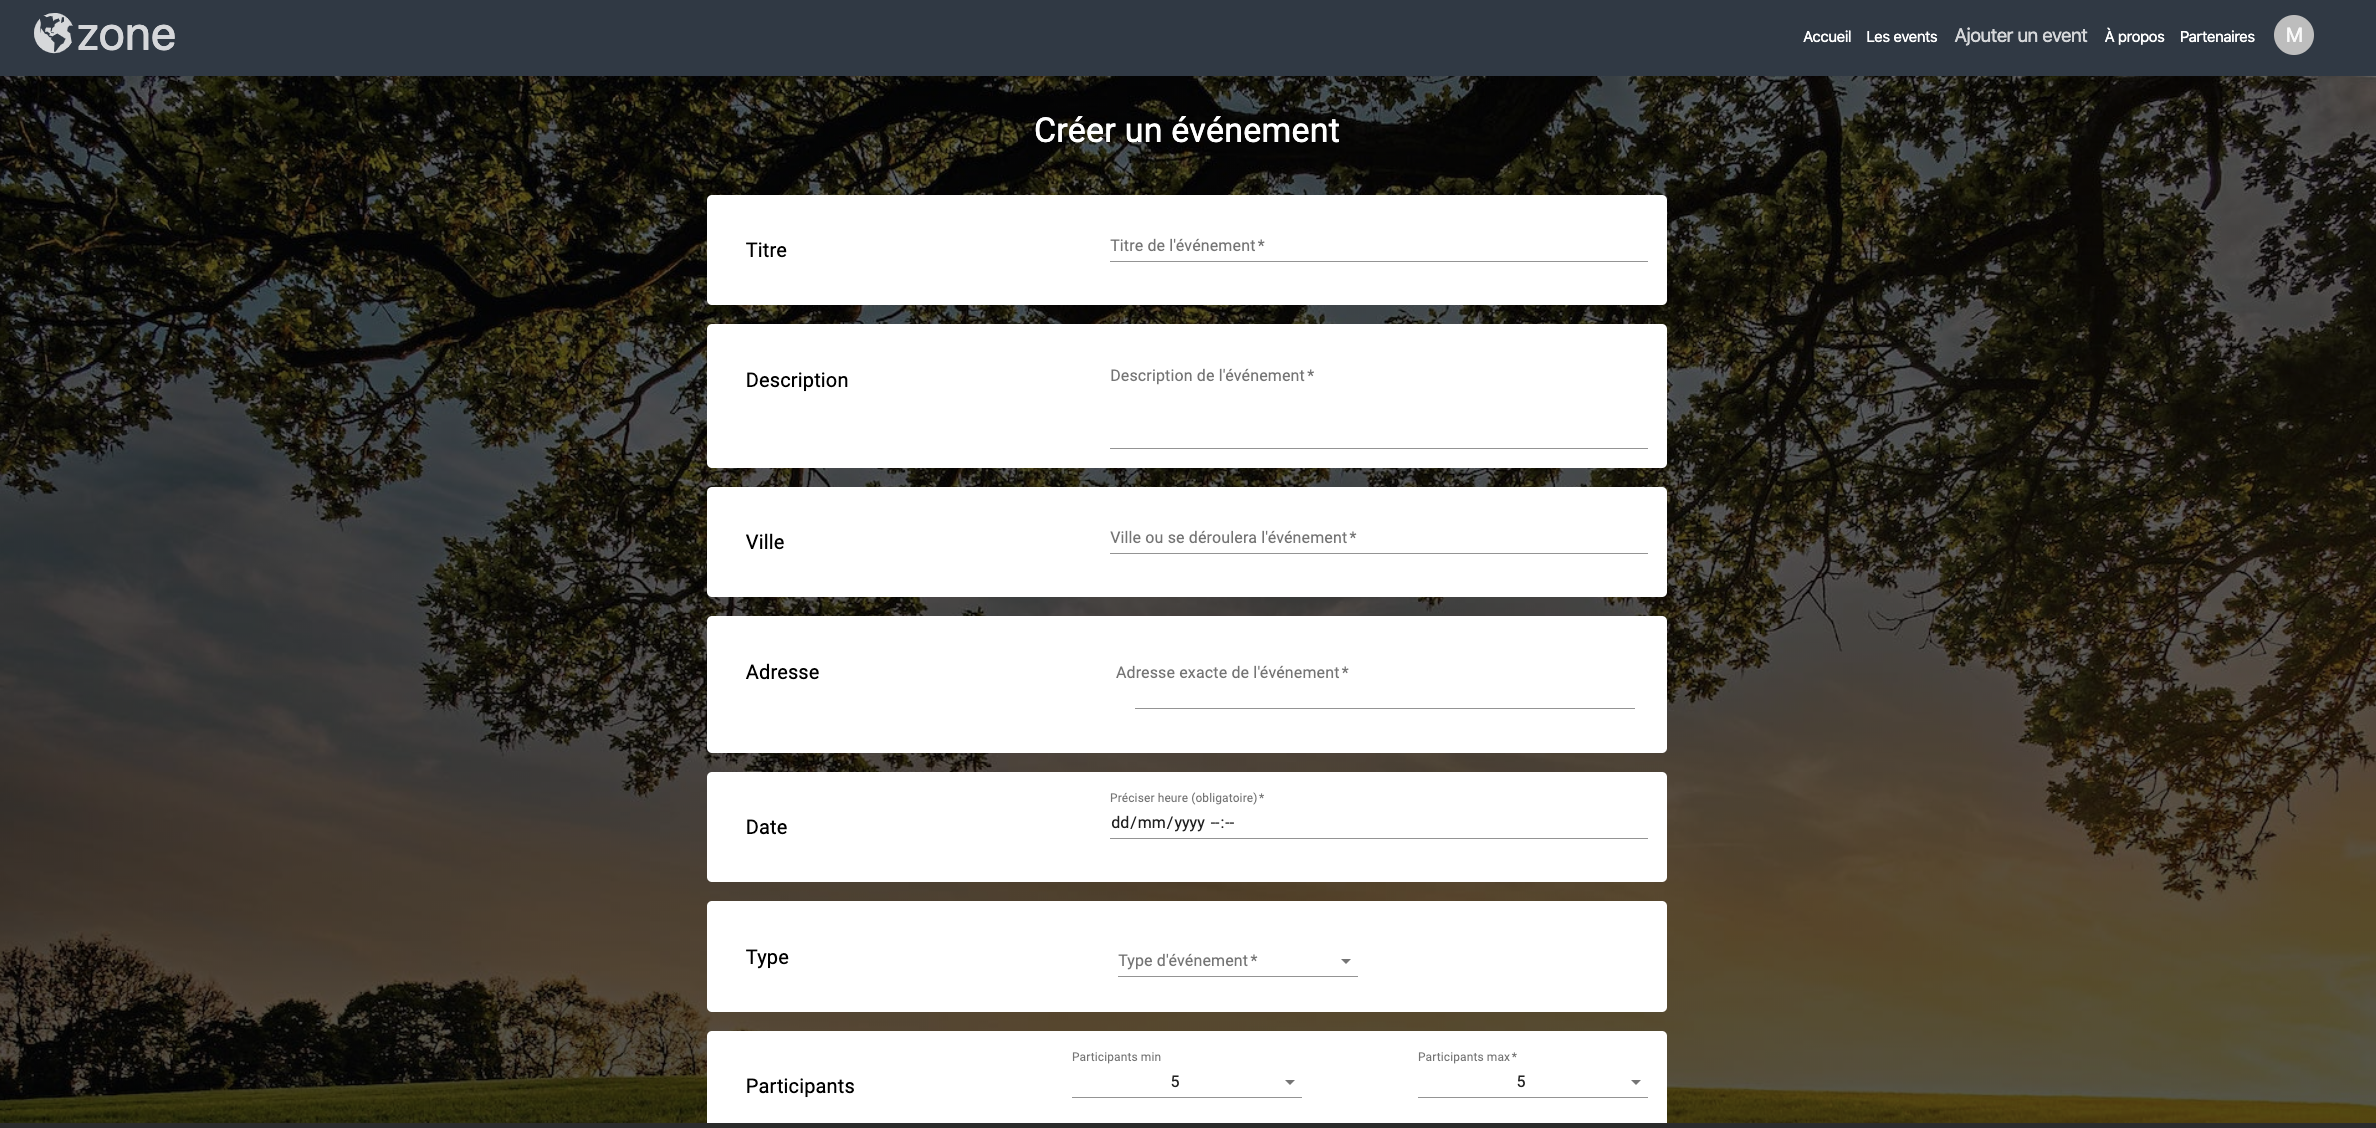 zone
Accueil Les events Ajouter un event À propos Partenaires M
Créer un événement
Titre
Titre de l'événement *
Description
Description de l'événement *
Ville
Ville ou se déroulera l'événement *
Adresse
Adresse exacte de l'événement *
Préciser heure (obligatoire) *
Date
dd/mm/yyyy --:--
Type
Type d'événement *
Participants min
Participants max *
Participants
5
5